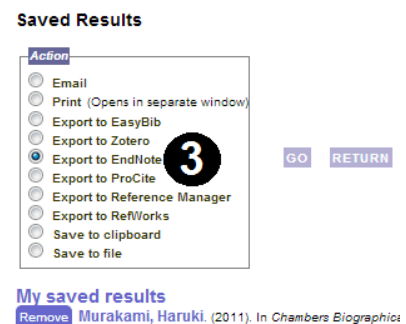 Saved Results
Action
Email
Print (Opens in separate window)
Export to EasyBib
Export to Zotero
Export to EndNote
3
GO RETURN
Export to ProCite
Export to Reference Manager
Export to RefWorks
Save to clipboard
Save to file
My saved results
Remove Murakami, Haruki. (2011). In Chambers Biographica